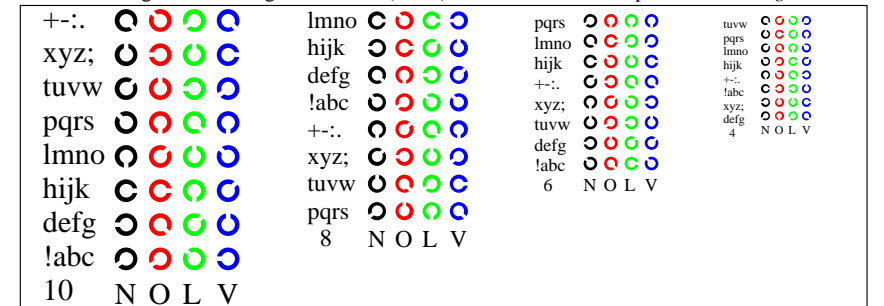 +-:.
xyz;
tuvw
pqrs
lmno
hijk
defg
!abc
10 N O L V
lmno
hijk
defg
!abc
+-:.
xyz;
tuvw
pqrs
8 N O L V
pqrs
lmno
hijk
+-:.
xyz;
tuvw
defg
!abc
6 N O L V
tuvw
pqrs
lmno
hijk
+-:.
!abc
xyz;
defg
4 N O L V